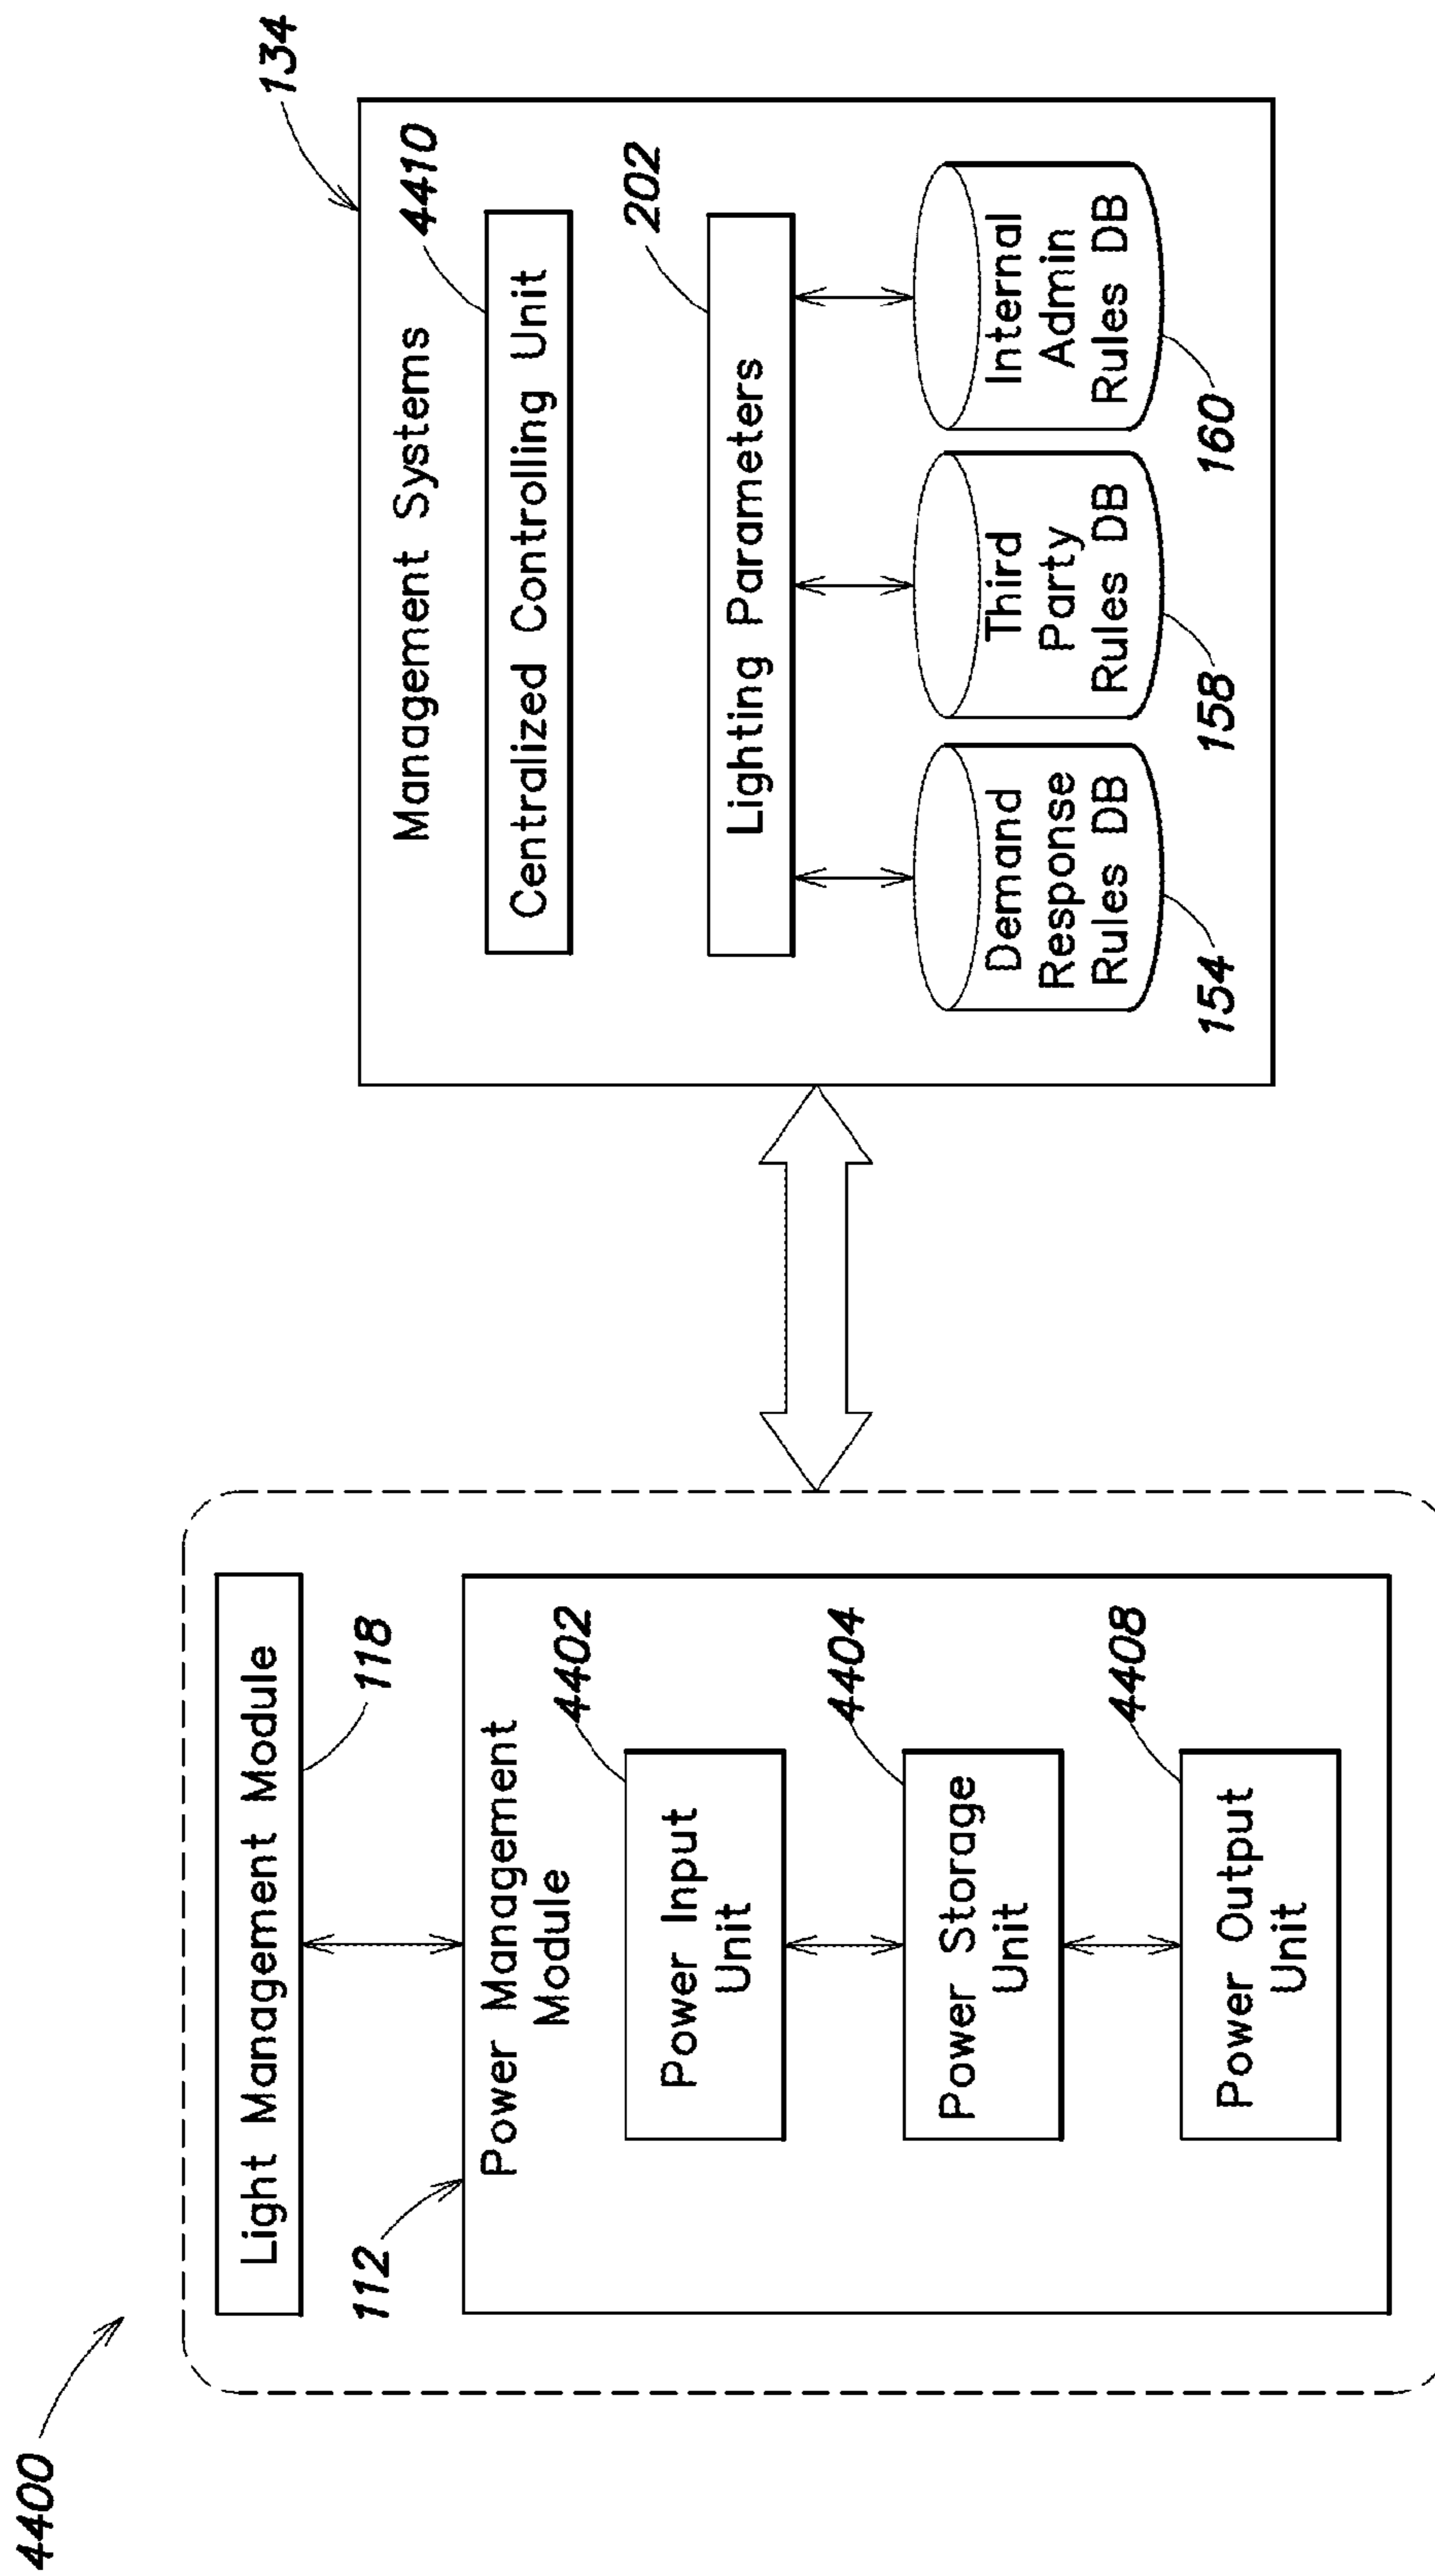 4400
Light Management Module
118
112
Power Management
Module
4402
Power Input
Unit
4404
Power Storage
Unit
4408
Power Output
Unit
134
Management Systems
4410
Centralized Controlling Unit
202
Lighting Parameters
Demand
Response
Rules DB
154
Third
Party
Rules DB
158
Internal
Admin
Rules DB
160